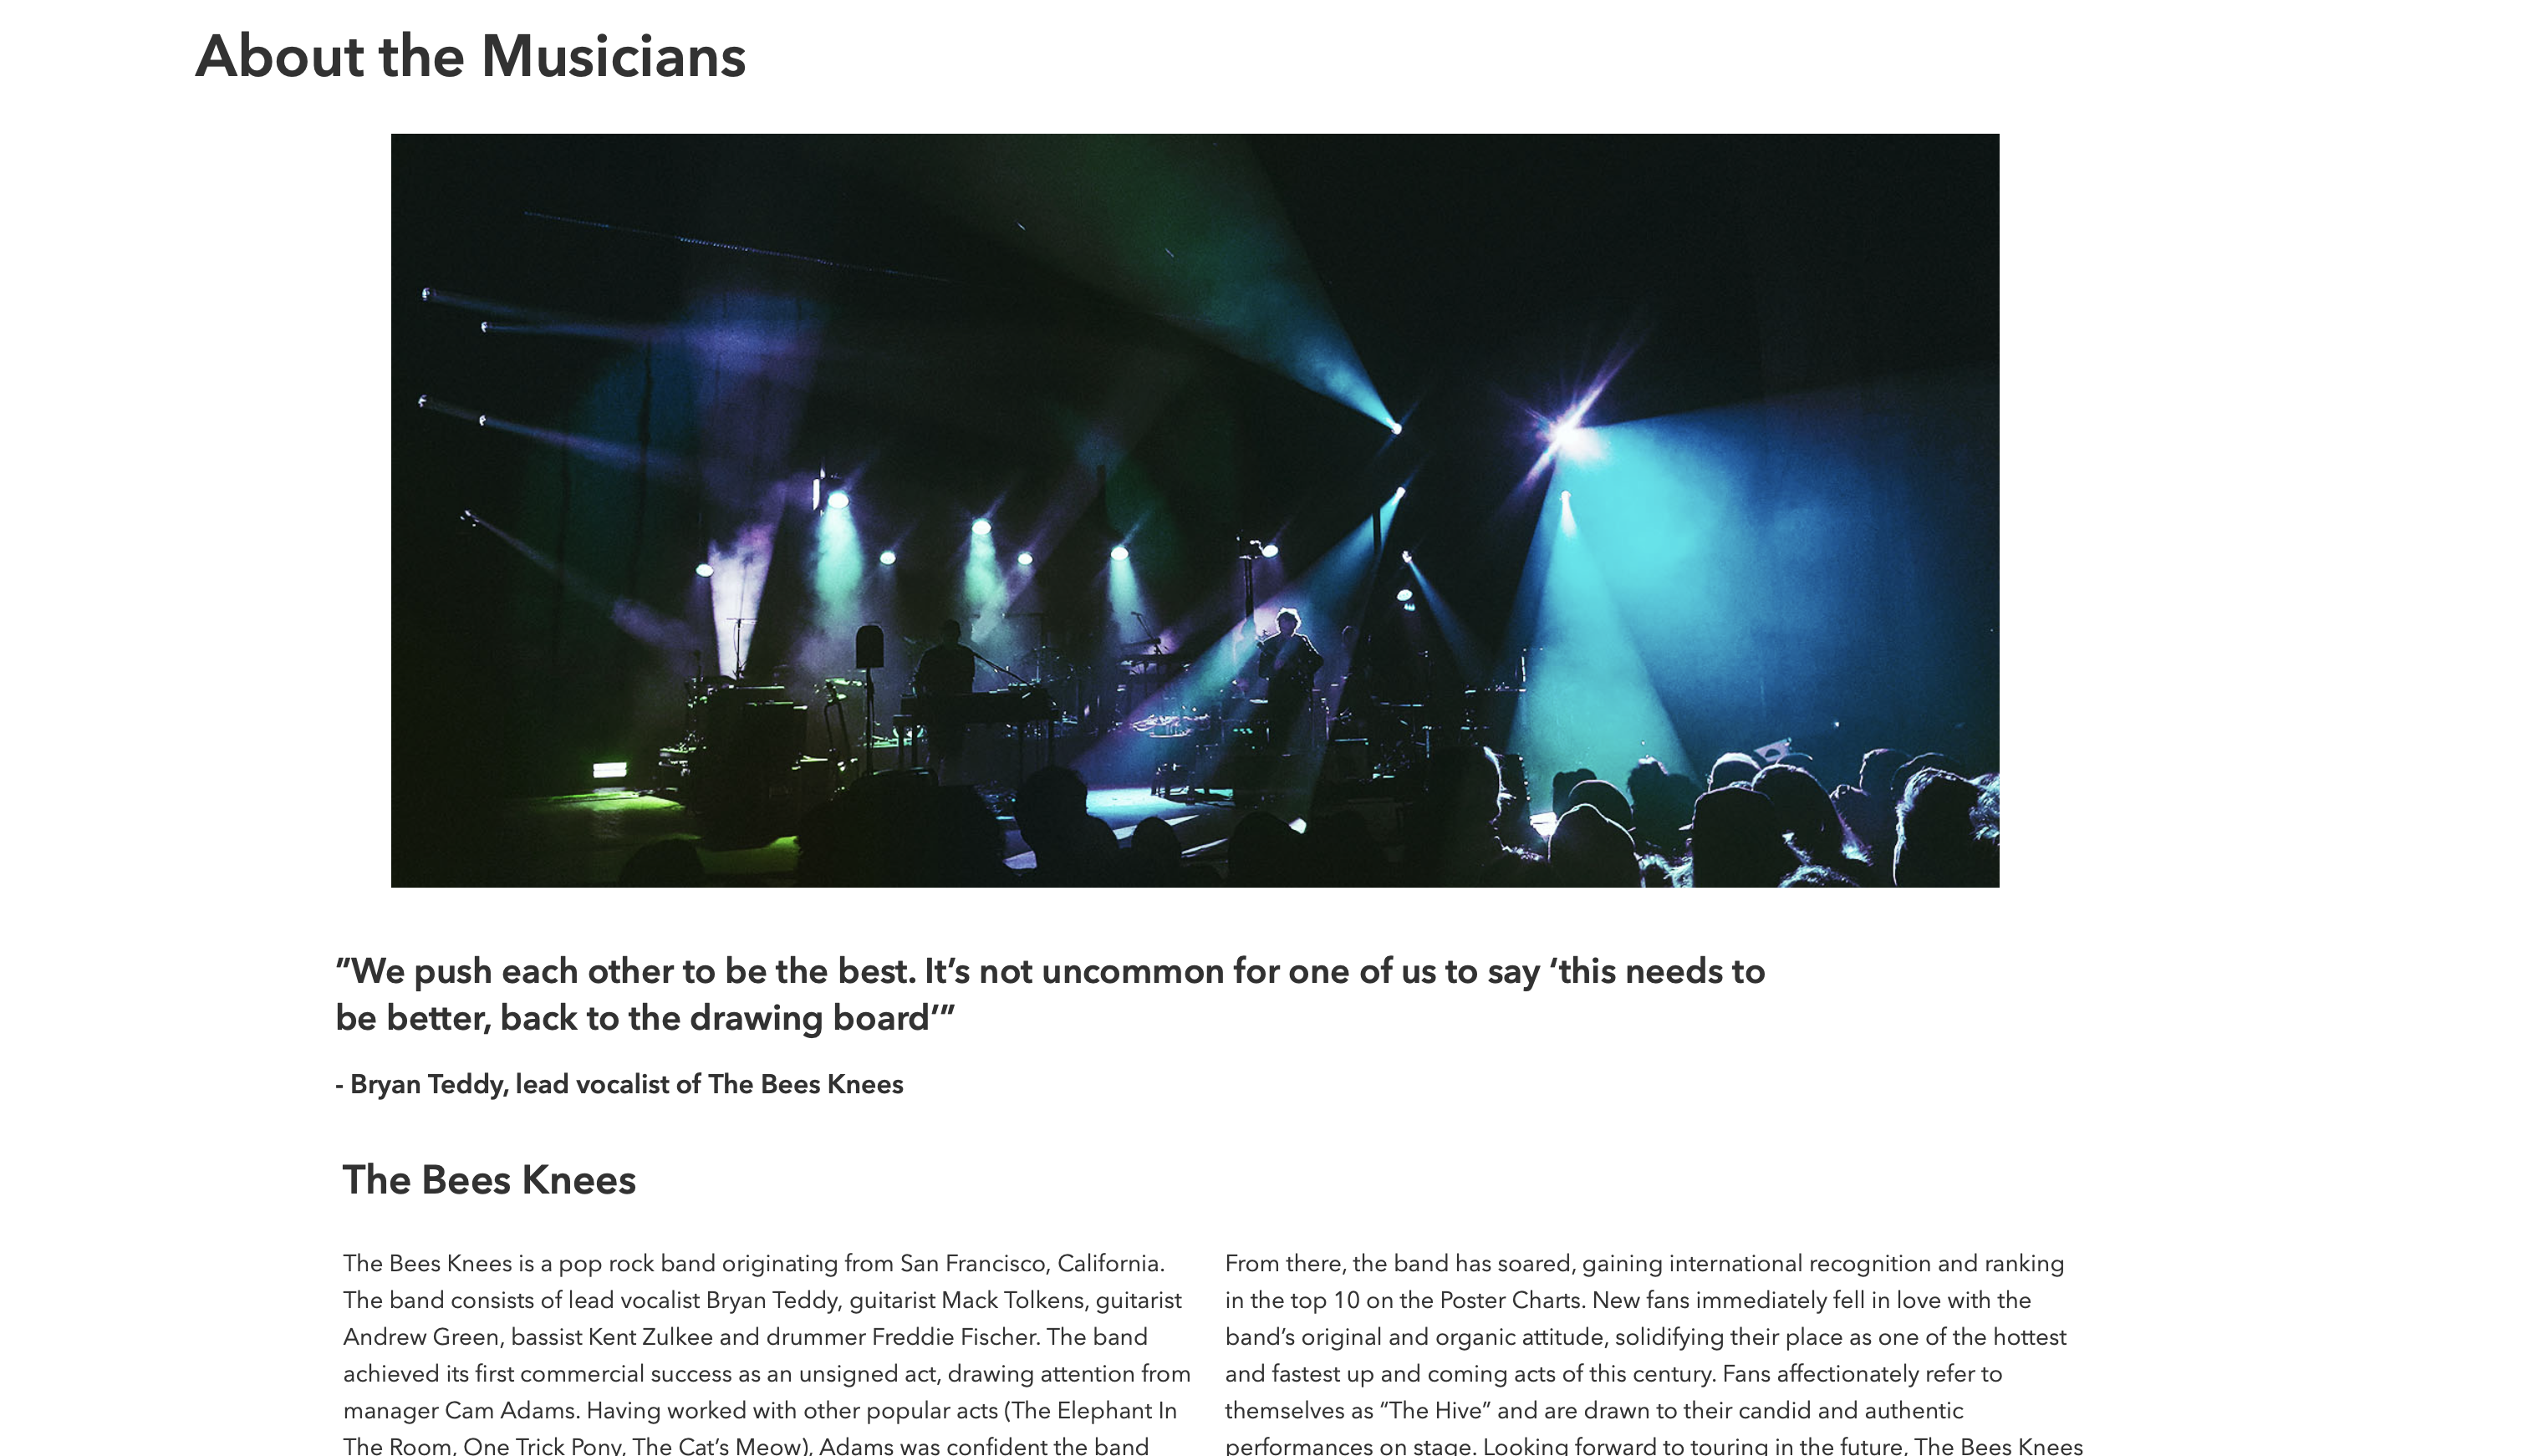 About the Musicians
”We push each other to be the best. It’s not uncommon for one of us to say ‘this needs to
be better, back to the drawing board’”
- Bryan Teddy, lead vocalist of The Bees Knees
The Bees Knees
The Bees Knees is a pop rock band originating from San Francisco, California.
The band consists of lead vocalist Bryan Teddy, guitarist Mack Tolkens, guitarist
Andrew Green, bassist Kent Zulkee and drummer Freddie Fischer. The band
achieved its first commercial success as an unsigned act, drawing attention from
manager Cam Adams. Having worked with other popular acts (The Elephant In
The Room, One Trick Pony, The Cat’s Meow), Adams was confident the band
From there, the band has soared, gaining international recognition and ranking
in the top 10 on the Poster Charts. New fans immediately fell in love with the
band’s original and organic attitude, solidifying their place as one of the hottest
and fastest up and coming acts of this century. Fans affectionately refer to
themselves as “The Hive” and are drawn to their candid and authentic
performances on stage. Looking forward to touring in the future, The Bees Knees